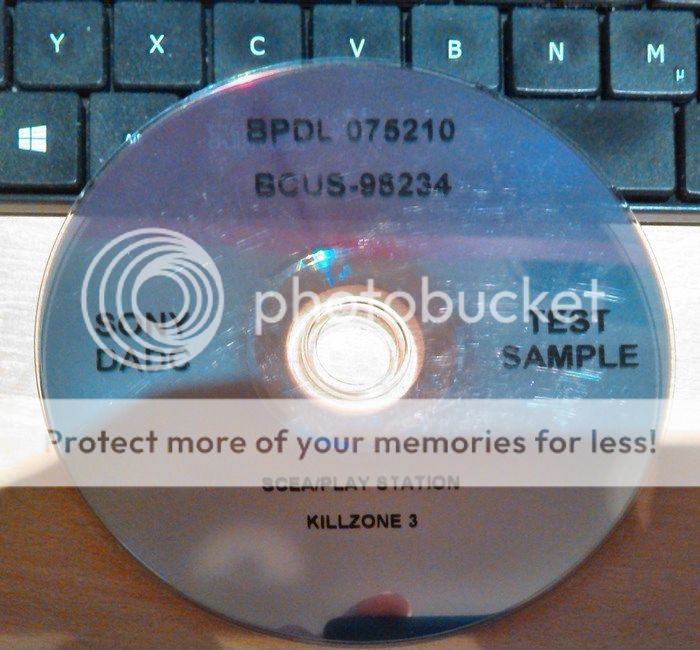 Y X C V B N M
µ
BPDL 075210
BCUS-98234
photobucket
SONY
DADC
TEST
SAMPLE
Protect more of your memories for less!
SCEA/PLAY STATION
KILLZONE 3